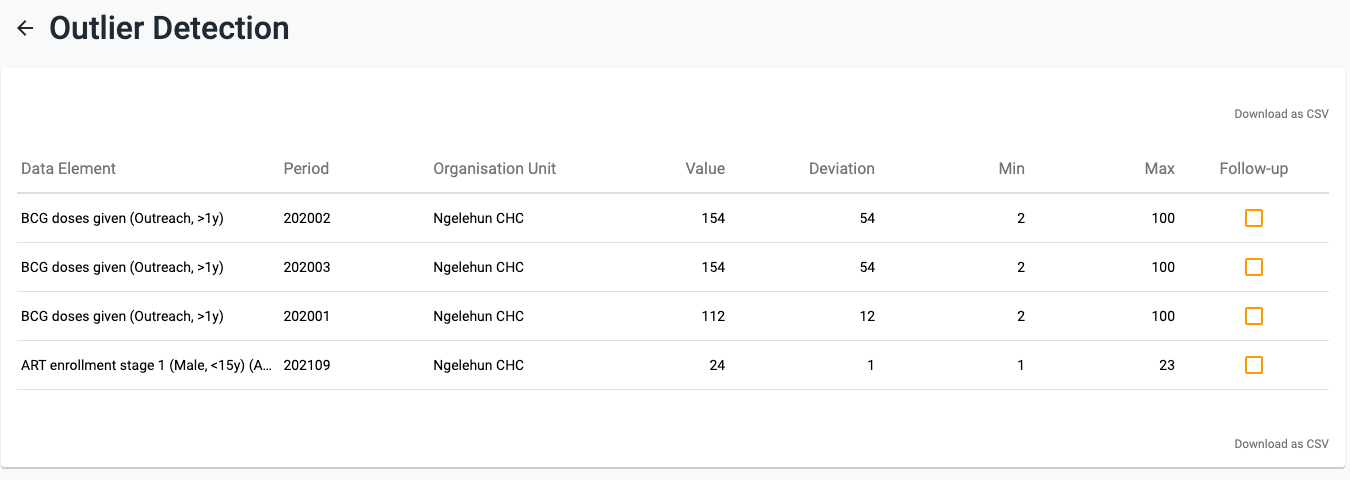 Outlier Detection
Download as CSV
Data Element Period Organisation Unit Value Deviation Min Max Follow-up
BCG doses given (Outreach, >1y) 202002 Ngelehun CHC 154 54 2 100
BCG doses given (Outreach, >1y) 202003 Ngelehun CHC 154 54 2 100
BCG doses given (Outreach, >1y) 202001 Ngelehun CHC 112 12 2 100
ART enrollment stage 1 (Male, <15y) (A... 202109 Ngelehun CHC 24 1 1 23
Download as CSV